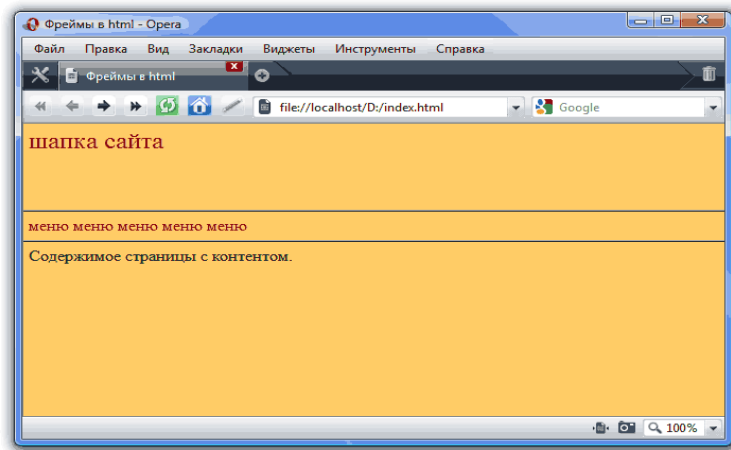 Фреймы в html - Opera
Файл Правка Вид Закладки Виджеты Инструменты Справка
Фреймы в html
file://localhost/D:/index.html Google
шапка сайта
меню меню меню меню меню
Содержимое страницы с контентом.
100%